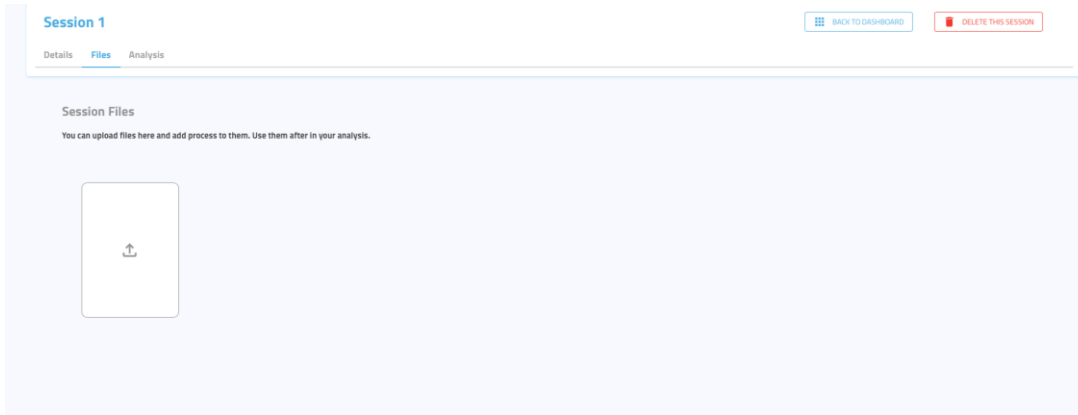 Session 1
BACK TO DASHBOARD
DELETE THIS SESSION
Details Files Analysis
Session Files
You can upload files here and add process to them. Use them after in your analysis.